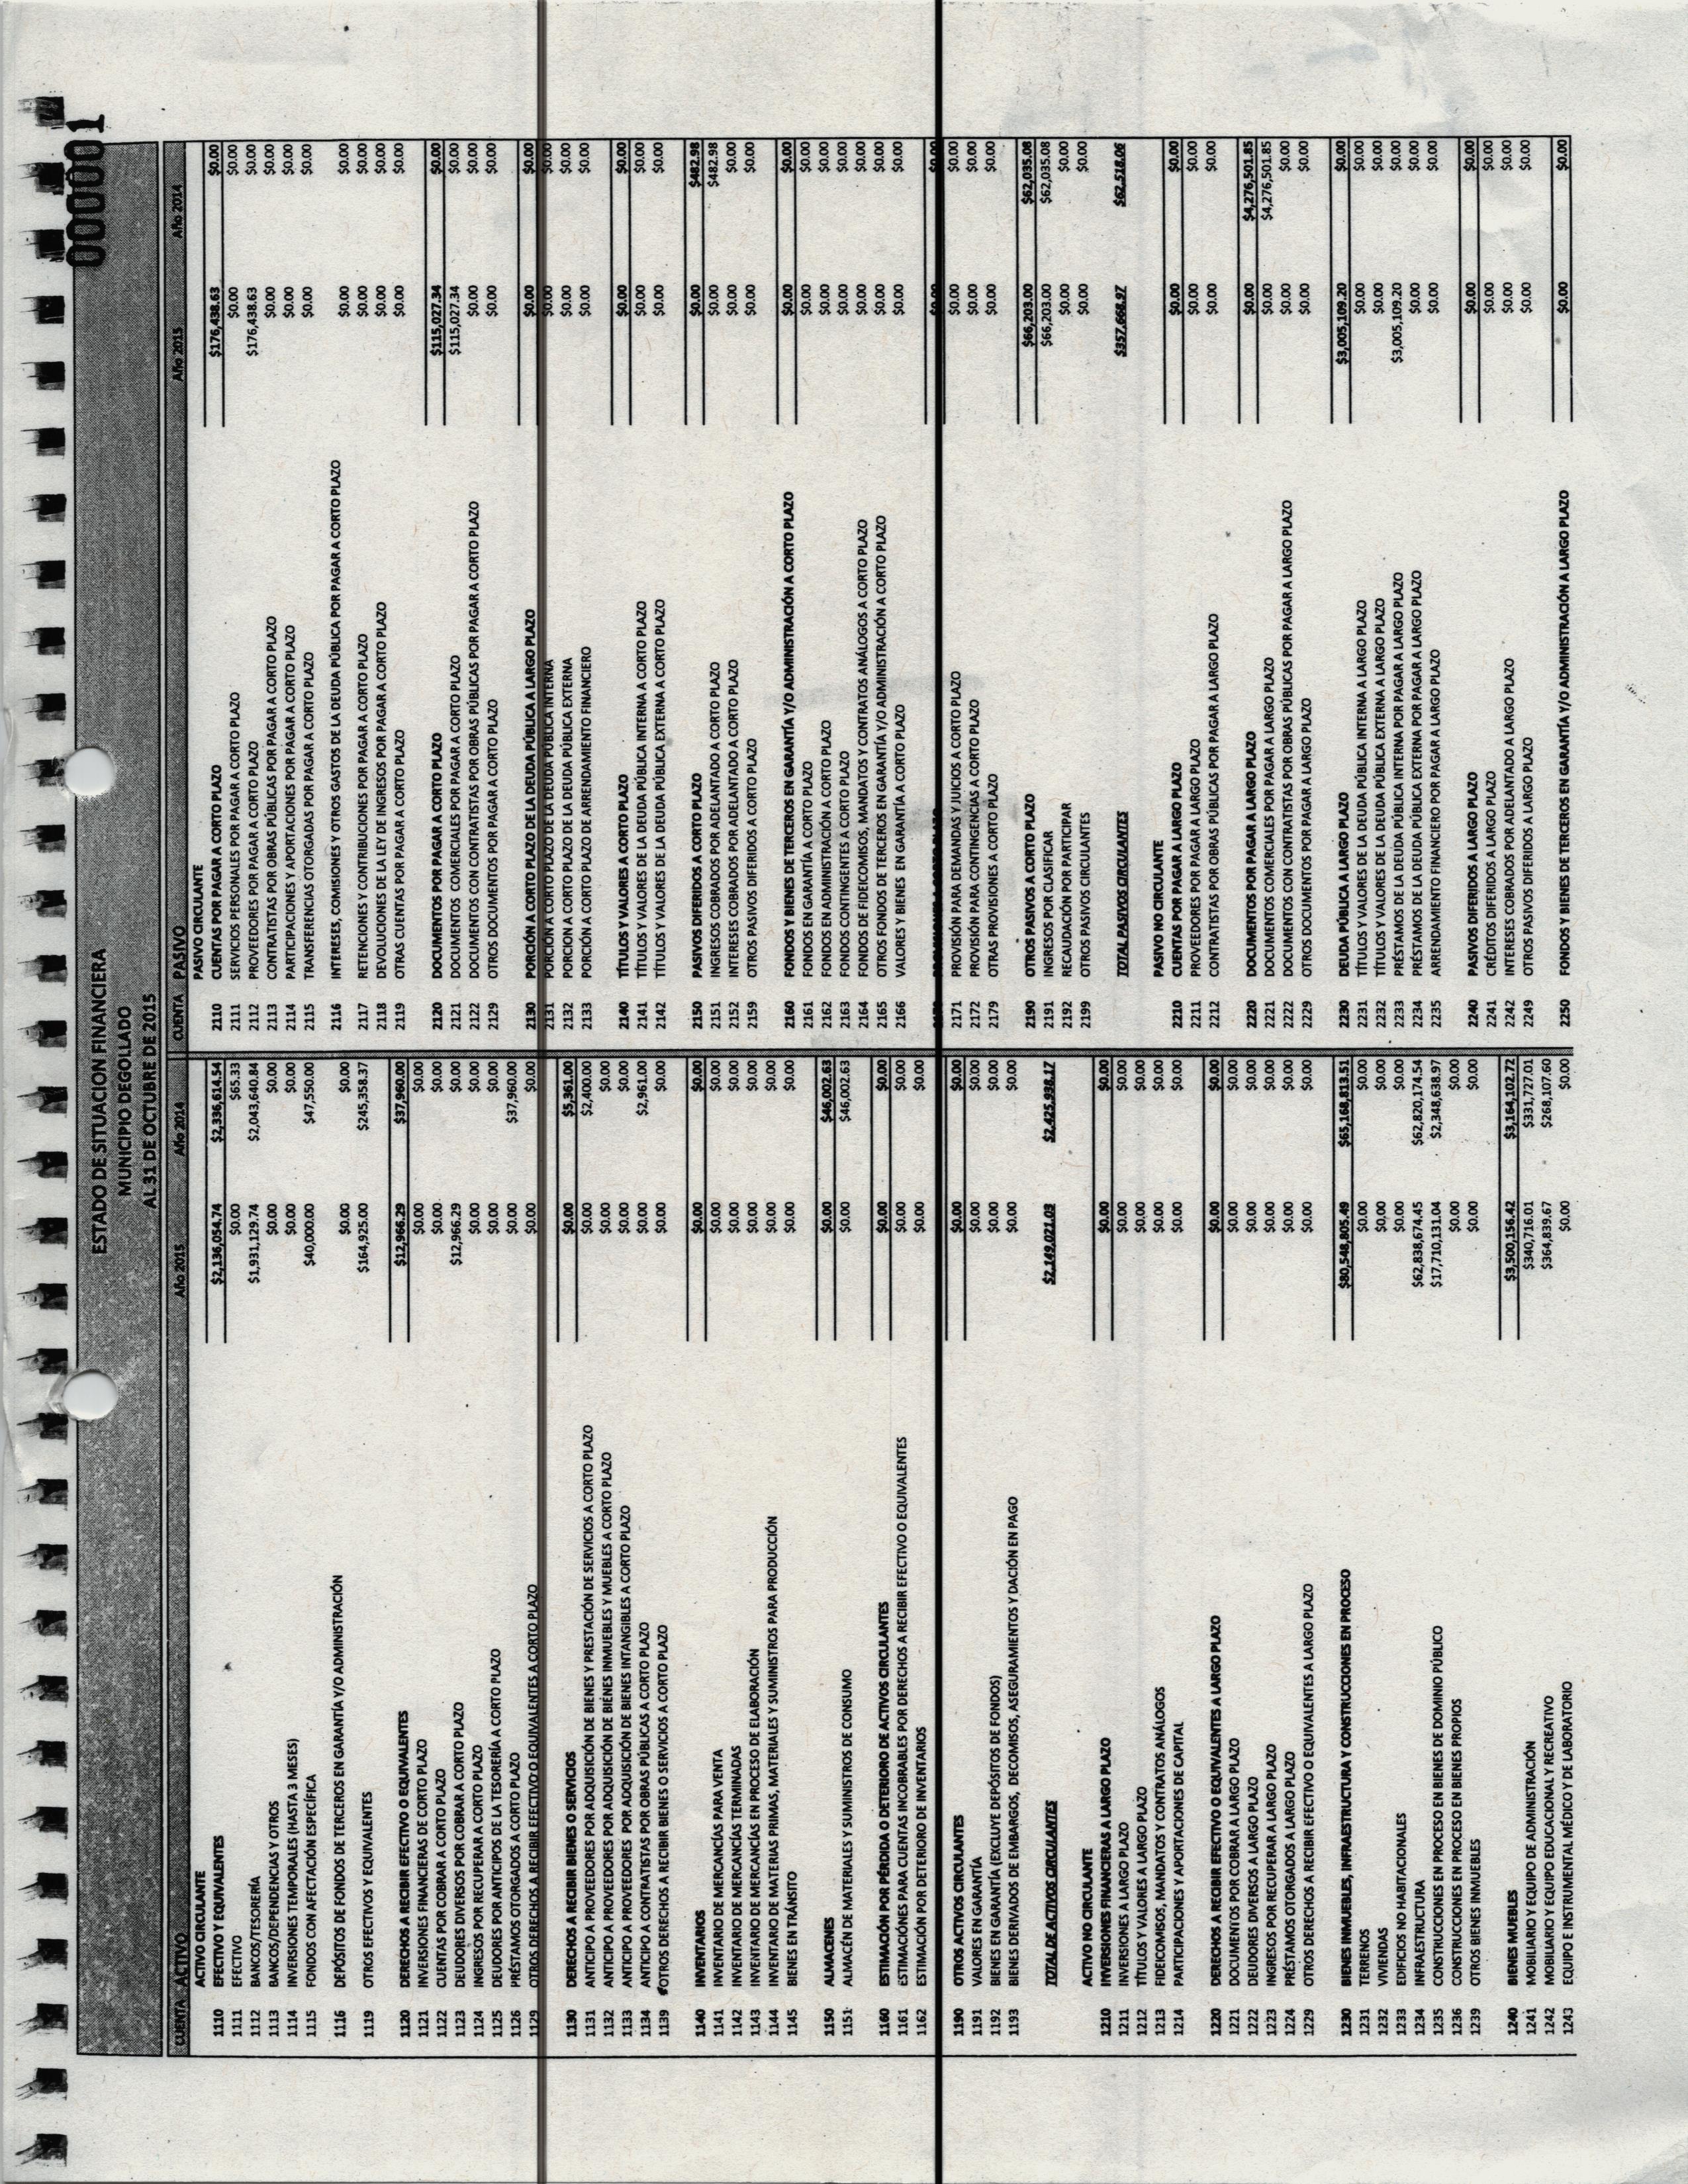 000001
ESTADO DE SITUACION FINANCIERA
MUNICIPIO DEGOLLADO
AL 31 DE OCTUBRE DE 2015
CUENTA ACTIVO Año 2015 Año 2014
ACTIVO CIRCULANTE
1110 EFECTIVO Y EQUIVALENTES $2,136,054.74 $2,336,614.54
1111 EFECTIVO $0.00 $65.33
1112 BANCOS/TESORERÍA $1,931,129.74 $2,043,640.84
1113 BANCOS/DEPENDENCIAS Y OTROS $0.00 $0.00
1114 INVERSIONES TEMPORALES (HASTA 3 MESES) $0.00 $0.00
1115 FONDOS CON AFECTACIÓN ESPECÍFICA $40,000.00 $47,550.00
1116 DEPÓSITOS DE FONDOS DE TERCEROS EN GARANTÍA Y/O ADMINISTRACIÓN $0.00 $0.00
1119 OTROS EFECTIVOS Y EQUIVALENTES $164,925.00 $245,358.37
1120 DERECHOS A RECIBIR EFECTIVO O EQUIVALENTES $12,966.29 $37,960.00
1121 INVERSIONES FINANCIERAS DE CORTO PLAZO $0.00 $0.00
1122 CUENTAS POR COBRAR A CORTO PLAZO $0.00 $0.00
1123 DEUDORES DIVERSOS POR COBRAR A CORTO PLAZO $12,966.29 $0.00
1124 INGRESOS POR RECUPERAR A CORTO PLAZO $0.00 $0.00
1125 DEUDORES POR ANTICIPOS DE LA TESORERÍA A CORTO PLAZO $0.00 $0.00
1126 PRÉSTAMOS OTORGADOS A CORTO PLAZO $0.00 $37,960.00
1129 OTROS DERECHOS A RECIBIR EFECTIVO O EQUIVALENTES A CORTO PLAZO $0.00 $0.00
1130 DERECHOS A RECIBIR BIENES O SERVICIOS $0.00 $5,361.00
1131 ANTICIPO A PROVEEDORES POR ADQUISICIÓN DE BIENES Y PRESTACIÓN DE SERVICIOS A CORTO PLAZO $0.00 $2,400.00
1132 ANTICIPO A PROVEEDORES POR ADQUISICIÓN DE BIENES INMUEBLES Y MUEBLES A CORTO PLAZO $0.00 $0.00
1133 ANTICIPO A PROVEEDORES POR ADQUISICIÓN DE BIENES INTANGIBLES A CORTO PLAZO $0.00 $0.00
1134 ANTICIPO A CONTRATISTAS POR OBRAS PÚBLICAS A CORTO PLAZO $0.00 $2,961.00
1139 OTROS DERECHOS A RECIBIR BIENES O SERVICIOS A CORTO PLAZO $0.00 $0.00
1140 INVENTARIOS $0.00 $0.00
1141 INVENTARIO DE MERCANCÍAS PARA VENTA $0.00 $0.00
1142 INVENTARIO DE MERCANCÍAS TERMINADAS $0.00 $0.00
1143 INVENTARIO DE MERCANCÍAS EN PROCESO DE ELABORACIÓN $0.00 $0.00
1144 INVENTARIO DE MATERIAS PRIMAS, MATERIALES Y SUMINISTROS PARA PRODUCCIÓN $0.00 $0.00
1145 BIENES EN TRÁNSITO $0.00 $0.00
1150 ALMACENES $0.00 $46,002.63
1151 ALMACÉN DE MATERIALES Y SUMINISTROS DE CONSUMO $0.00 $46,002.63
1160 ESTIMACIÓN POR PÉRDIDA O DETERIORO DE ACTIVOS CIRCULANTES $0.00 $0.00
1161 ESTIMACIÓNES PARA CUENTAS INCOBRABLES POR DERECHOS A RECIBIR EFECTIVO O EQUIVALENTES $0.00 $0.00
1162 ESTIMACIÓN POR DETERIORO DE INVENTARIOS $0.00 $0.00
1190 OTROS ACTIVOS CIRCULANTES $0.00 $0.00
1191 VALORES EN GARANTÍA $0.00 $0.00
1192 BIENES EN GARANTÍA (EXCLUYE DEPÓSITOS DE FONDOS) $0.00 $0.00
1193 BIENES DERIVADOS DE EMBARGOS, DECOMISOS, ASEGURAMIENTOS Y DACIÓN EN PAGO $0.00 $0.00
TOTAL DE ACTIVOS CIRCULANTES $2,149,021.03 $2,425,938.17
ACTIVO NO CIRCULANTE
1210 INVERSIONES FINANCIERAS A LARGO PLAZO $0.00 $0.00
1211 INVERSIONES A LARGO PLAZO $0.00 $0.00
1212 TÍTULOS Y VALORES A LARGO PLAZO $0.00 $0.00
1213 FIDECOMISOS, MANDATOS Y CONTRATOS ANÁLOGOS $0.00 $0.00
1214 PARTICIPACIONES Y APORTACIONES DE CAPITAL $0.00 $0.00
1220 DERECHOS A RECIBIR EFECTIVO O EQUIVALENTES A LARGO PLAZO $0.00 $0.00
1221 DOCUMENTOS POR COBRAR A LARGO PLAZO $0.00 $0.00
1222 DEUDORES DIVERSOS A LARGO PLAZO $0.00 $0.00
1223 INGRESOS POR RECUPERAR A LARGO PLAZO $0.00 $0.00
1224 PRÉSTAMOS OTORGADOS A LARGO PLAZO $0.00 $0.00
1229 OTROS DERECHOS A RECIBIR EFECTIVO O EQUIVALENTES A LARGO PLAZO $0.00 $0.00
1230 BIENES INMUEBLES, INFRAESTRUCTURA Y CONSTRUCCIONES EN PROCESO $80,548,805.49 $65,168,813.51
1231 TERRENOS $0.00 $0.00
1232 VIVIENDAS $0.00 $0.00
1233 EDIFICIOS NO HABITACIONALES $0.00 $0.00
1234 INFRAESTRUCTURA $62,838,674.45 $62,820,174.54
1235 CONSTRUCCIONES EN PROCESO EN BIENES DE DOMINIO PÚBLICO $17,710,131.04 $2,348,638.97
1236 CONSTRUCCIONES EN PROCESO EN BIENES PROPIOS $0.00 $0.00
1239 OTROS BIENES INMUEBLES $0.00 $0.00
1240 BIENES MUEBLES $3,500,156.42 $3,164,102.72
1241 MOBILIARIO Y EQUIPO DE ADMINISTRACIÓN $340,716.01 $331,727.01
1242 MOBILIARIO Y EQUIPO EDUCACIONAL Y RECREATIVO $364,839.67 $268,107.60
1243 EQUIPO E INSTRUMENTAL MÉDICO Y DE LABORATORIO $0.00 $0.00
CUENTA PASIVO Año 2015 Año 2014
PASIVO CIRCULANTE
2110 CUENTAS POR PAGAR A CORTO PLAZO $176,438.63 $0.00
2111 SERVICIOS PERSONALES POR PAGAR A CORTO PLAZO $0.00 $0.00
2112 PROVEEDORES POR PAGAR A CORTO PLAZO $176,438.63 $0.00
2113 CONTRATISTAS POR OBRAS PÚBLICAS POR PAGAR A CORTO PLAZO $0.00 $0.00
2114 PARTICIPACIONES Y APORTACIONES POR PAGAR A CORTO PLAZO $0.00 $0.00
2115 TRANSFERENCIAS OTORGADAS POR PAGAR A CORTO PLAZO $0.00 $0.00
2116 INTERESES, COMISIONES Y OTROS GASTOS DE LA DEUDA PÚBLICA POR PAGAR A CORTO PLAZO $0.00 $0.00
2117 RETENCIONES Y CONTRIBUCIONES POR PAGAR A CORTO PLAZO $0.00 $0.00
2118 DEVOLUCIONES DE LA LEY DE INGRESOS POR PAGAR A CORTO PLAZO $0.00 $0.00
2119 OTRAS CUENTAS POR PAGAR A CORTO PLAZO $0.00 $0.00
2120 DOCUMENTOS POR PAGAR A CORTO PLAZO $115,027.34 $0.00
2121 DOCUMENTOS COMERCIALES POR PAGAR A CORTO PLAZO $115,027.34 $0.00
2122 DOCUMENTOS CON CONTRATISTAS POR OBRAS PÚBLICAS POR PAGAR A CORTO PLAZO $0.00 $0.00
2129 OTROS DOCUMENTOS POR PAGAR A CORTO PLAZO $0.00 $0.00
2130 PORCIÓN A CORTO PLAZO DE LA DEUDA PÚBLICA A LARGO PLAZO $0.00 $0.00
2131 PORCIÓN A CORTO PLAZO DE LA DEUDA PÚBLICA INTERNA $0.00 $0.00
2132 PORCION A CORTO PLAZO DE LA DEUDA PÚBLICA EXTERNA $0.00 $0.00
2133 PORCIÓN A CORTO PLAZO DE ARRENDAMIENTO FINANCIERO $0.00 $0.00
2140 TÍTULOS Y VALORES A CORTO PLAZO $0.00 $0.00
2141 TÍTULOS Y VALORES DE LA DEUDA PÚBLICA INTERNA A CORTO PLAZO $0.00 $0.00
2142 TÍTULOS Y VALORES DE LA DEUDA PÚBLICA EXTERNA A CORTO PLAZO $0.00 $0.00
2150 PASIVOS DIFERIDOS A CORTO PLAZO $0.00 $482.98
2151 INGRESOS COBRADOS POR ADELANTADO A CORTO PLAZO $0.00 $482.98
2152 INTERESES COBRADOS POR ADELANTADO A CORTO PLAZO $0.00 $0.00
2159 OTROS PASIVOS DIFERIDOS A CORTO PLAZO $0.00 $0.00
2160 FONDOS Y BIENES DE TERCEROS EN GARANTÍA Y/O ADMINISTRACIÓN A CORTO PLAZO $0.00 $0.00
2161 FONDOS EN GARANTÍA A CORTO PLAZO $0.00 $0.00
2162 FONDOS EN ADMINISTRACIÓN A CORTO PLAZO $0.00 $0.00
2163 FONDOS CONTINGENTES A CORTO PLAZO $0.00 $0.00
2164 FONDOS DE FIDEICOMISOS, MANDATOS Y CONTRATOS ANÁLOGOS A CORTO PLAZO $0.00 $0.00
2165 OTROS FONDOS DE TERCEROS EN GARANTÍA Y/O ADMINISTRACIÓN A CORTO PLAZO $0.00 $0.00
2166 VALORES Y BIENES EN GARANTÍA A CORTO PLAZO $0.00 $0.00
2171 PROVISIÓN PARA DEMANDAS Y JUICIOS A CORTO PLAZO $0.00 $0.00
2172 PROVISIÓN PARA CONTINGENCIAS A CORTO PLAZO $0.00 $0.00
2179 OTRAS PROVISIONES A CORTO PLAZO $0.00 $0.00
2190 OTROS PASIVOS A CORTO PLAZO $66,203.00 $62,035.08
2191 INGRESOS POR CLASIFICAR $66,203.00 $62,035.08
2192 RECAUDACIÓN POR PARTICIPAR $0.00 $0.00
2199 OTROS PASIVOS CIRCULANTES $0.00 $0.00
TOTAL PASIVOS CIRCULANTES $357,668.97 $62,518.06
PASIVO NO CIRCULANTE
2210 CUENTAS POR PAGAR A LARGO PLAZO $0.00 $0.00
2211 PROVEEDORES POR PAGAR A LARGO PLAZO $0.00 $0.00
2212 CONTRATISTAS POR OBRAS PÚBLICAS POR PAGAR A LARGO PLAZO $0.00 $0.00
2220 DOCUMENTOS POR PAGAR A LARGO PLAZO $0.00 $4,276,501.85
2221 DOCUMENTOS COMERCIALES POR PAGAR A LARGO PLAZO $0.00 $4,276,501.85
2222 DOCUMENTOS CON CONTRATISTAS POR OBRAS PÚBLICAS POR PAGAR A LARGO PLAZO $0.00 $0.00
2229 OTROS DOCUMENTOS POR PAGAR A LARGO PLAZO $0.00 $0.00
2230 DEUDA PÚBLICA A LARGO PLAZO $3,005,109.20 $0.00
2231 TÍTULOS Y VALORES DE LA DEUDA PÚBLICA INTERNA A LARGO PLAZO $0.00 $0.00
2232 TÍTULOS Y VALORES DE LA DEUDA PÚBLICA EXTERNA A LARGO PLAZO $0.00 $0.00
2233 PRÉSTAMOS DE LA DEUDA PÚBLICA INTERNA POR PAGAR A LARGO PLAZO $3,005,109.20 $0.00
2234 PRÉSTAMOS DE LA DEUDA PÚBLICA EXTERNA POR PAGAR A LARGO PLAZO $0.00 $0.00
2235 ARRENDAMIENTO FINANCIERO POR PAGAR A LARGO PLAZO $0.00 $0.00
2240 PASIVOS DIFERIDOS A LARGO PLAZO $0.00 $0.00
2241 CRÉDITOS DIFERIDOS A LARGO PLAZO $0.00 $0.00
2242 INTERESES COBRADOS POR ADELANTADO A LARGO PLAZO $0.00 $0.00
2249 OTROS PASIVOS DIFERIDOS A LARGO PLAZO $0.00 $0.00
2250 FONDOS Y BIENES DE TERCEROS EN GARANTÍA Y/O ADMINISTRACIÓN A LARGO PLAZO $0.00 $0.00